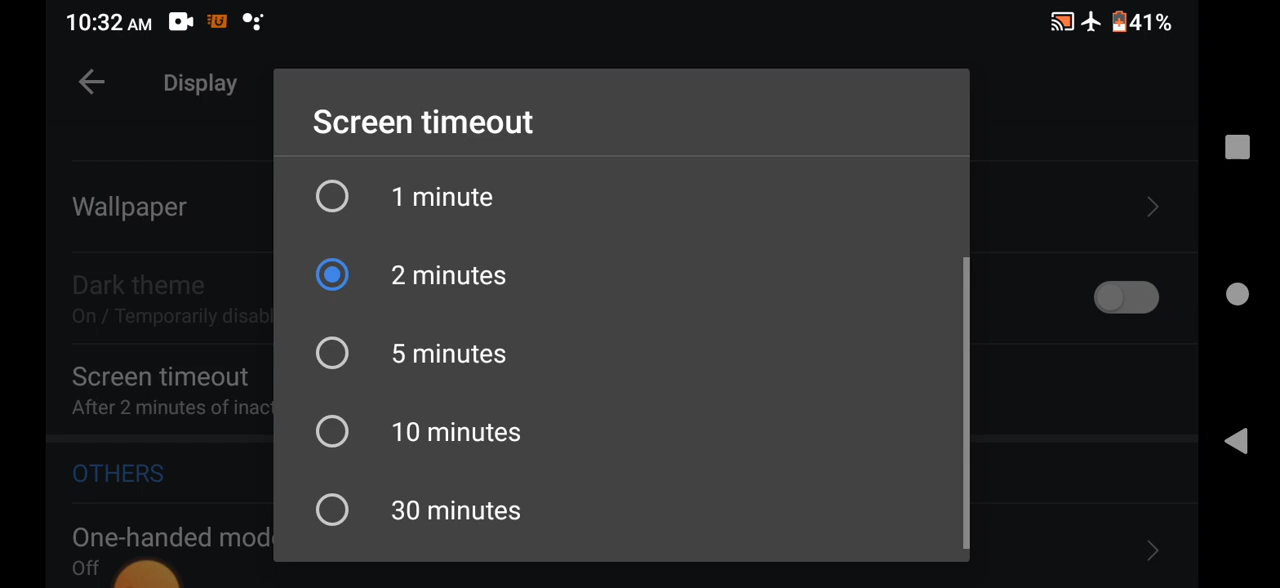 10:32 AM
41%
Display
Screen timeout
1 minute
2 minutes
5 minutes
10 minutes
30 minutes
Wallpaper
Dark theme
On / Temporarily disabl
Screen timeout
After 2 minutes of inact
OTHERS
One-handed mode
Off